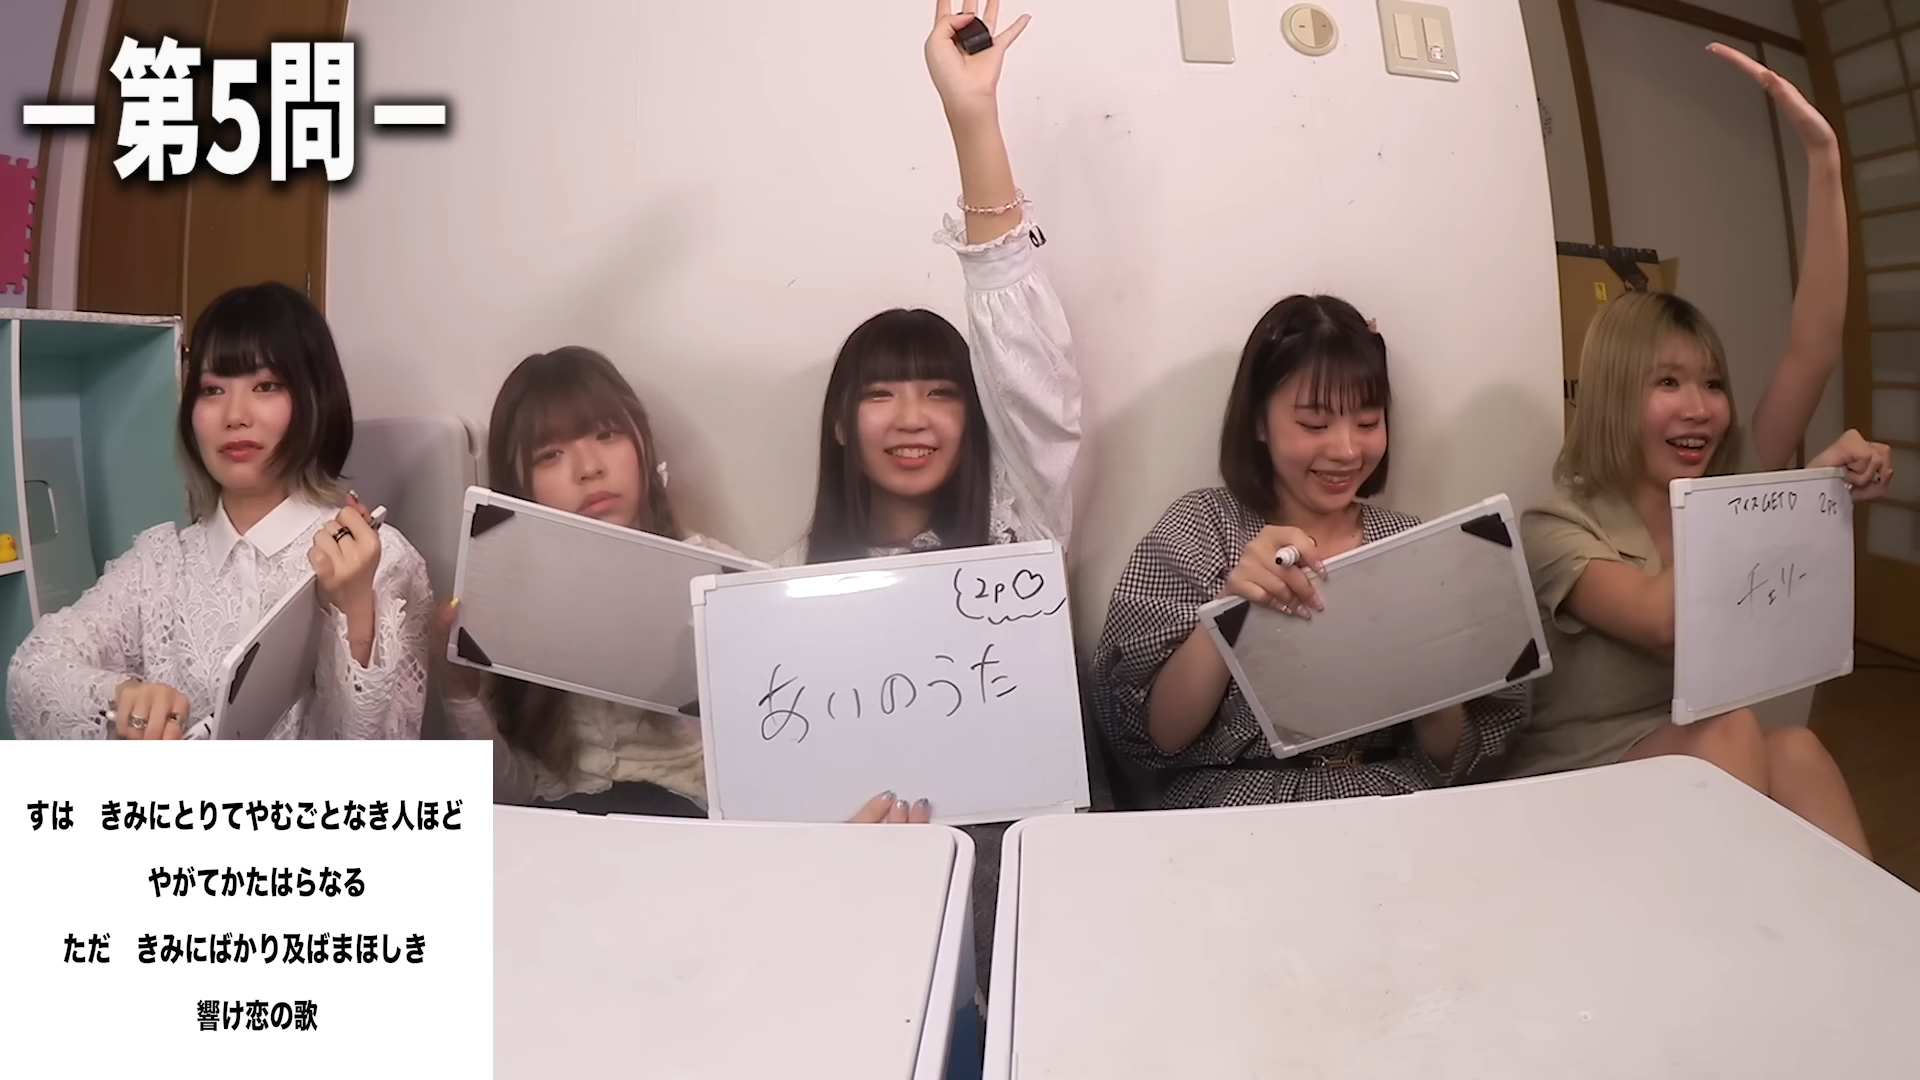 －第5問－
2p♡
あいのうた
アイスGET♡ 2pt
チェリー
すは　きみにとりてやむごとなき人ほど
やがてかたはらなる
ただ　きみにばかり及ばまほしき
響け恋の歌